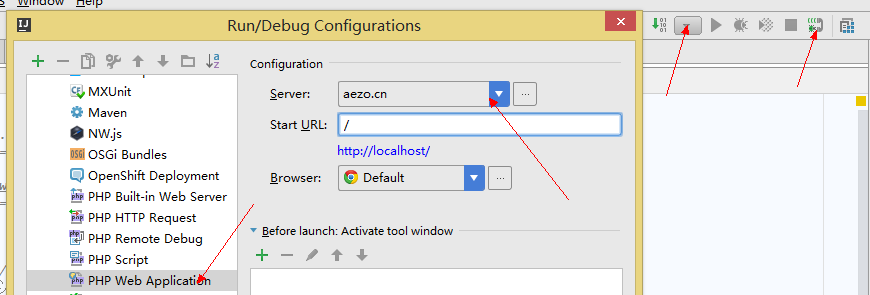 Window Help
Run/Debug Configurations
MXUnit
Maven
NW.js
OSGi Bundles
OpenShift Deployment
PHP Built-in Web Server
PHP HTTP Request
PHP Remote Debug
PHP Script
PHP Web Application
Configuration
Server: aezo.cn
Start URL: /
http://localhost/
Browser: Default
Before launch: Activate tool window